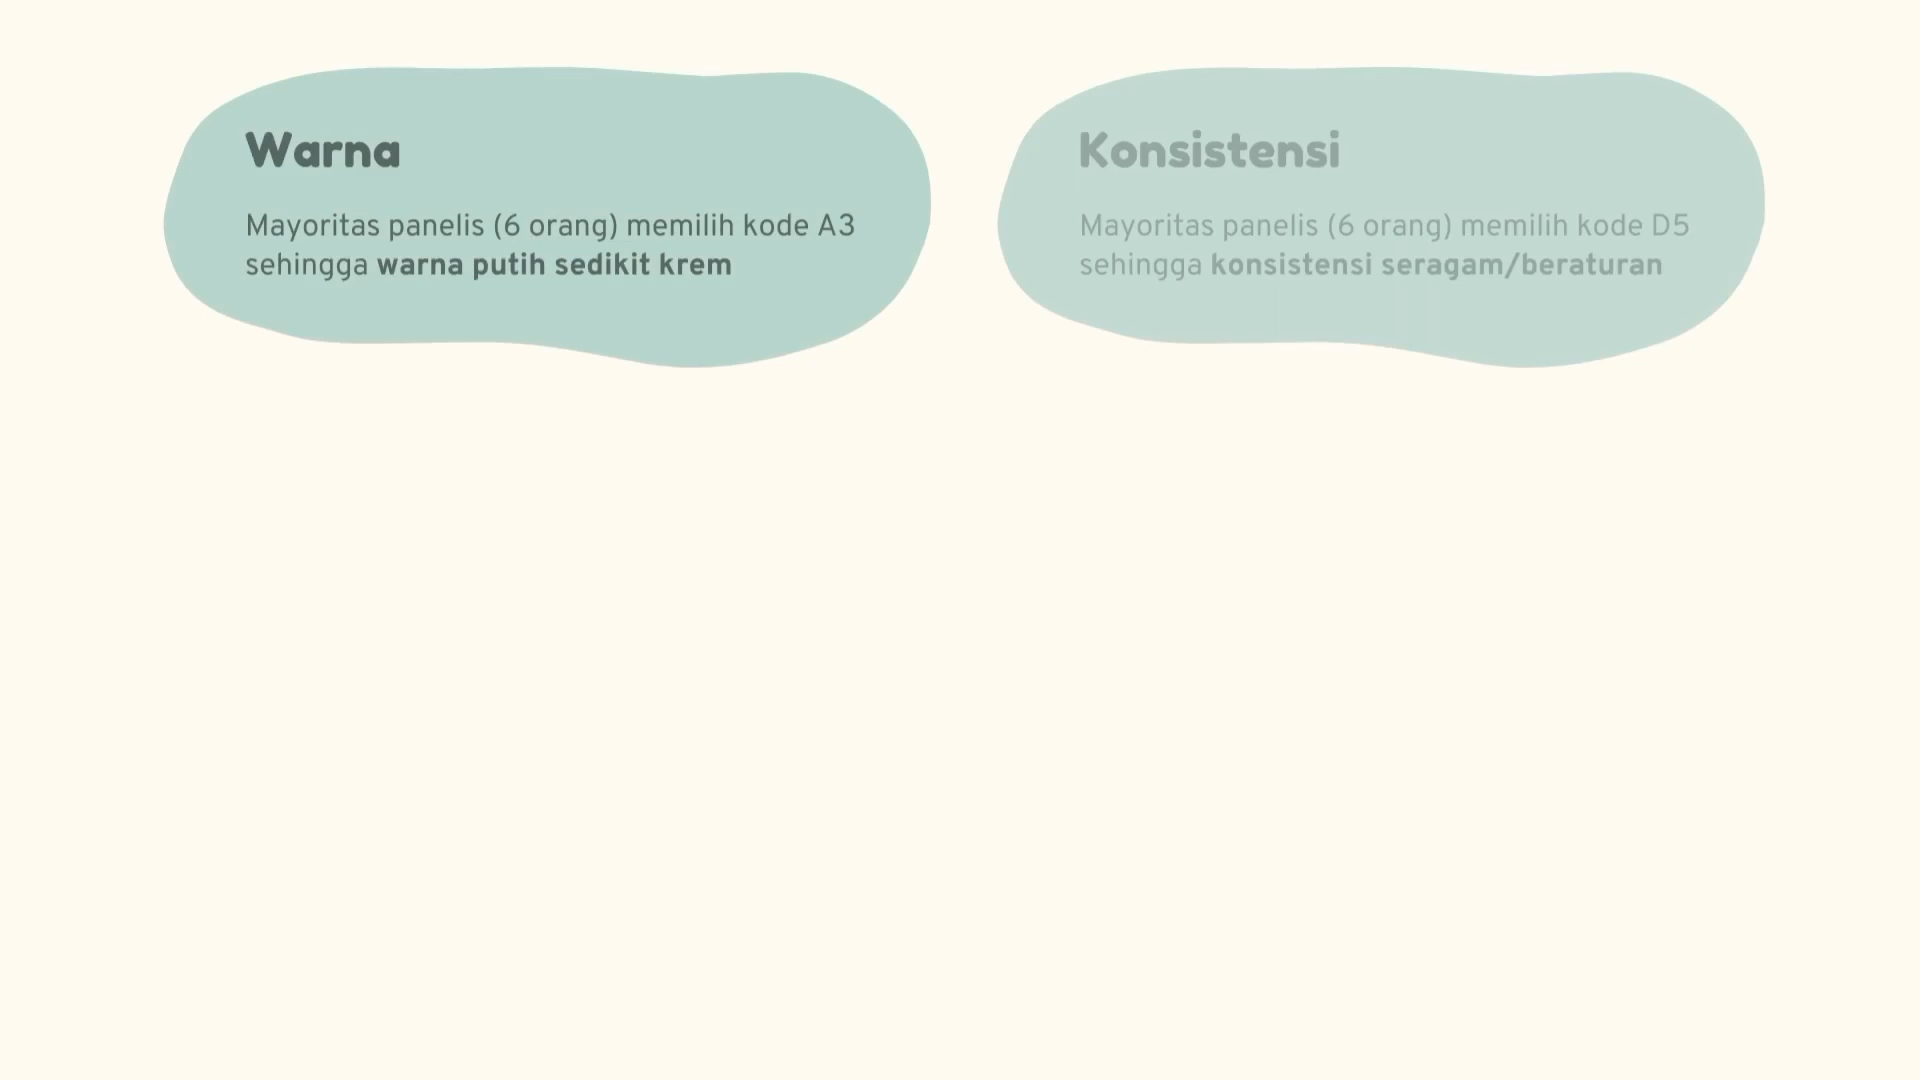 Warna
Mayoritas panelis (6 orang) memilih kode A3
sehingga warna putih sedikit krem
Konsistensi
Mayoritas panelis (6 orang) memilih kode D5
sehingga konsistensi seragam/beraturan